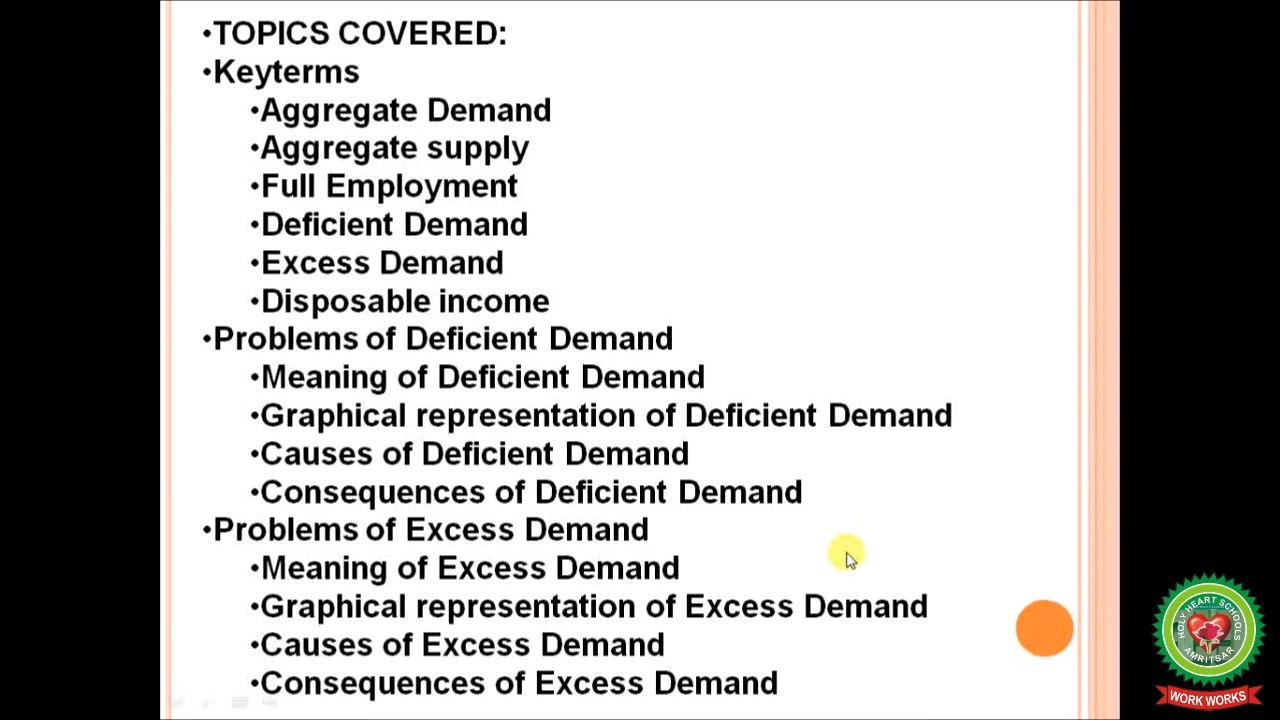 •TOPICS COVERED:
•Keyterms
•Aggregate Demand
•Aggregate supply
•Full Employment
•Deficient Demand
•Excess Demand
•Disposable income
•Problems of Deficient Demand
•Meaning of Deficient Demand
•Graphical representation of Deficient Demand
•Causes of Deficient Demand
•Consequences of Deficient Demand
•Problems of Excess Demand
•Meaning of Excess Demand
•Graphical representation of Excess Demand
•Causes of Excess Demand
•Consequences of Excess Demand
HOLY HEART SCHOOLS
AMRITSAR
WORK WORKS